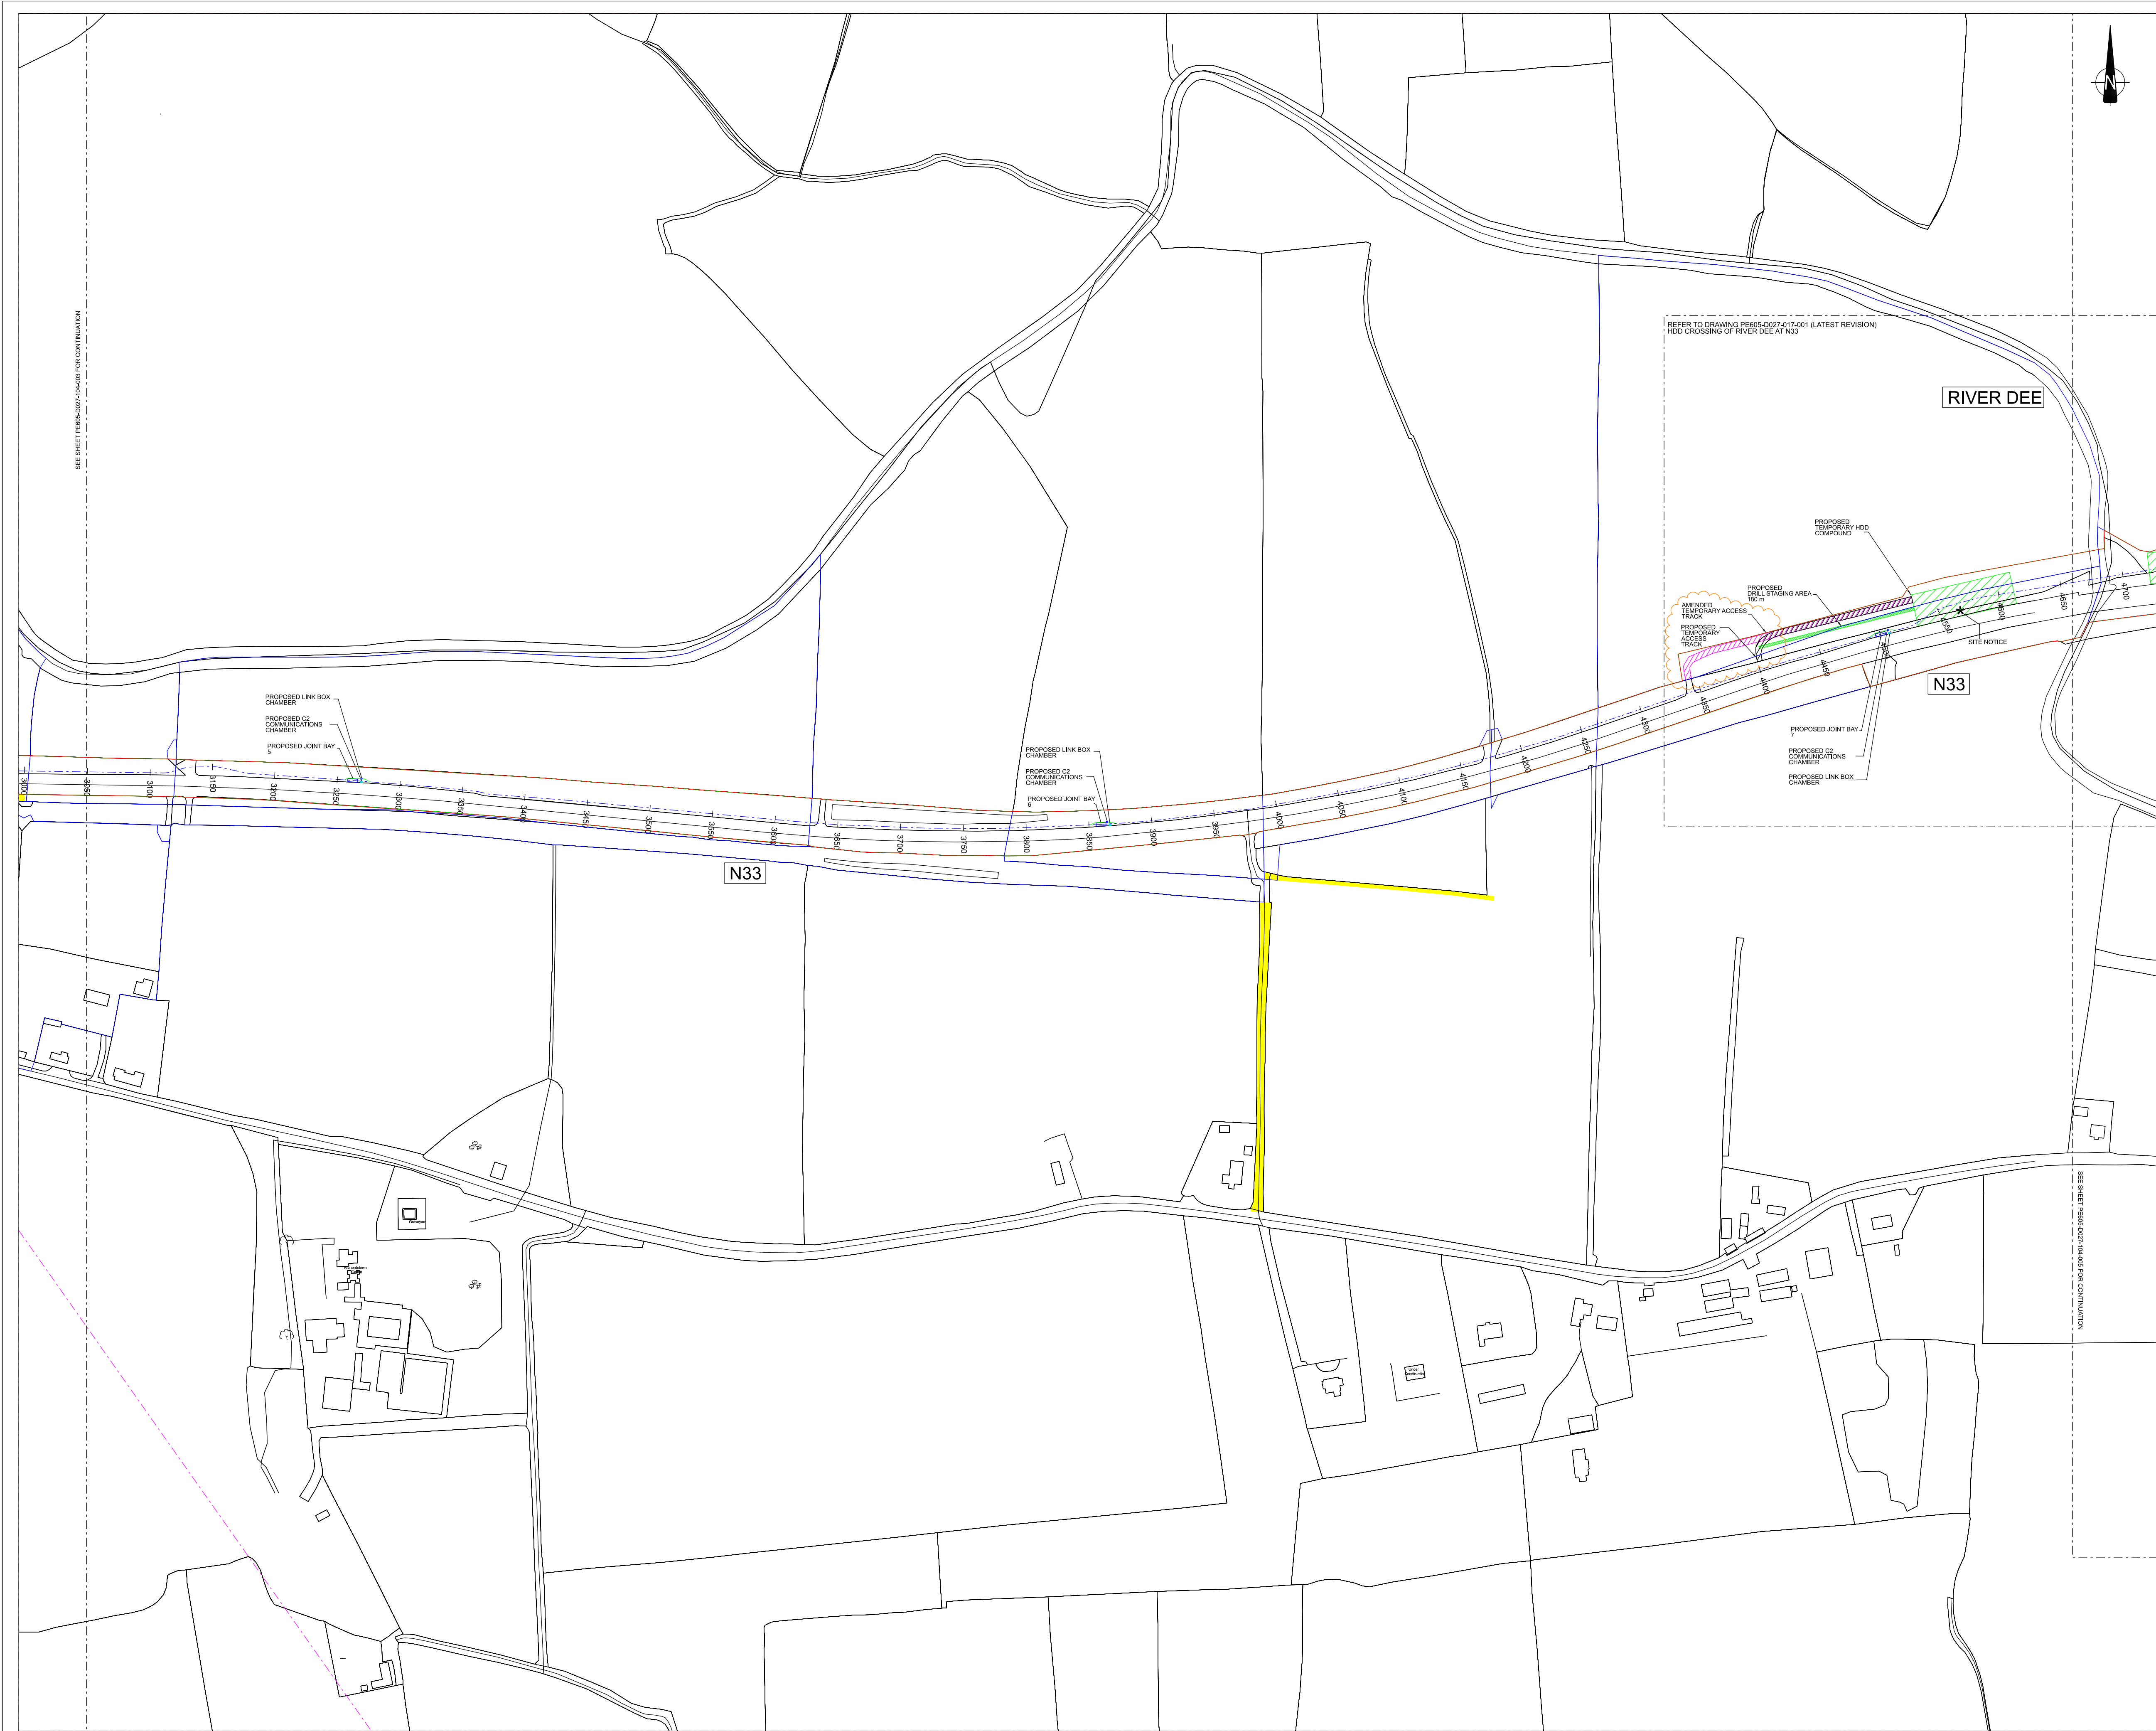 N
SEE SHEET PE605-D027-104-003 FOR CONTINUATION
REFER TO DRAWING PE605-D027-017-001 (LATEST REVISION)
HDD CROSSING OF RIVER DEE AT N33
RIVER DEE
PROPOSED
TEMPORARY HDD
COMPOUND
PROPOSED
DRILL STAGING AREA
180 m
AMENDED
TEMPORARY ACCESS
TRACK
PROPOSED
TEMPORARY
ACCESS
TRACK
SITE NOTICE
N33
PROPOSED JOINT BAY
7
PROPOSED C2
COMMUNICATIONS
CHAMBER
PROPOSED LINK BOX
CHAMBER
PROPOSED LINK BOX
CHAMBER
PROPOSED C2
COMMUNICATIONS
CHAMBER
PROPOSED JOINT BAY
5
PROPOSED LINK BOX
CHAMBER
PROPOSED C2
COMMUNICATIONS
CHAMBER
PROPOSED JOINT BAY
6
3000
3050
3100
3150
3200
3250
3300
3350
3400
3450
3500
3550
3600
3650
3700
3750
3800
3850
3900
3950
4000
4050
4100
4150
4200
4250
4300
4350
4400
4450
4500
4550
4600
4650
4700
N33
SEE SHEET PE605-D027-104-005 FOR CONTINUATION
Graveyard
Under
Construction